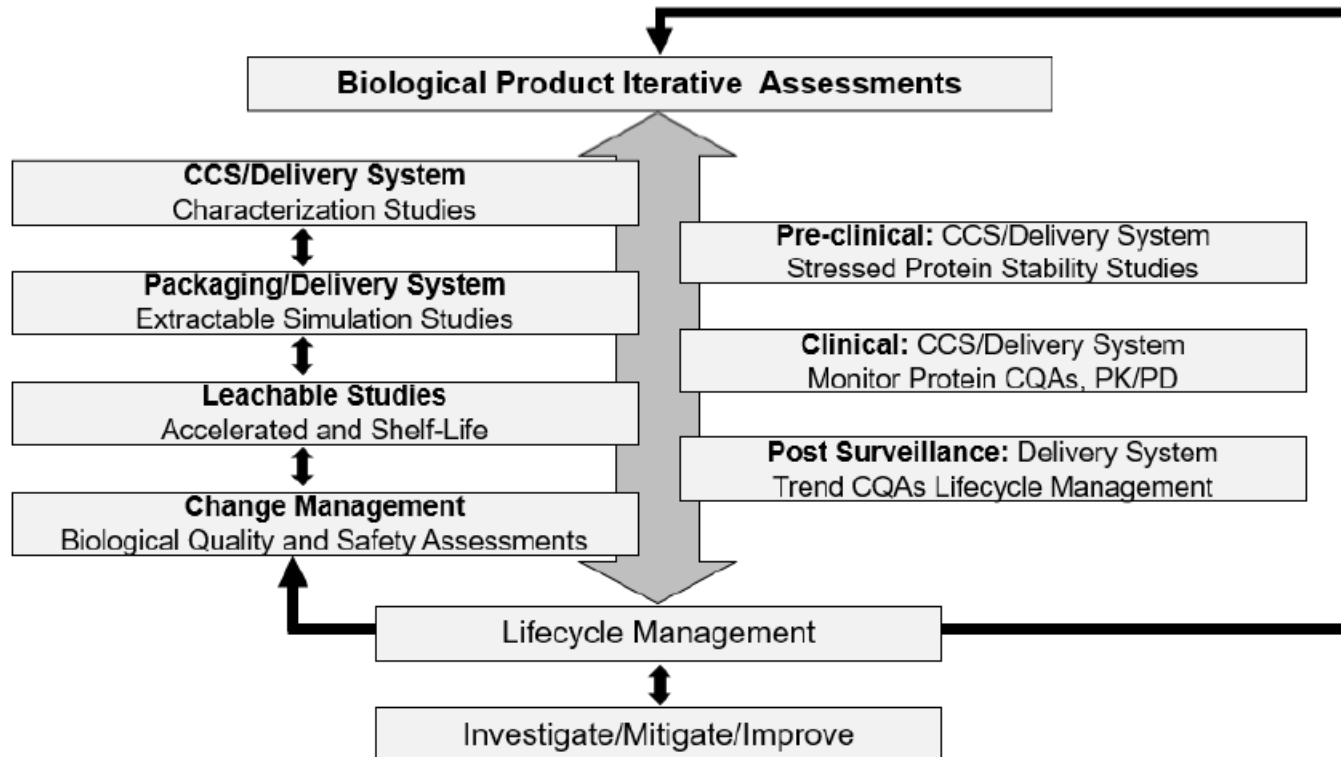 Biological Product Iterative Assessments
CCS/Delivery System
Characterization Studies
Packaging/Delivery System
Extractable Simulation Studies
Leachable Studies
Accelerated and Shelf-Life
Change Management
Biological Quality and Safety Assessments
Pre-clinical: CCS/Delivery System
Stressed Protein Stability Studies
Clinical: CCS/Delivery System
Monitor Protein CQAs, PK/PD
Post Surveillance: Delivery System
Trend CQAs Lifecycle Management
Lifecycle Management
Investigate/Mitigate/Improve